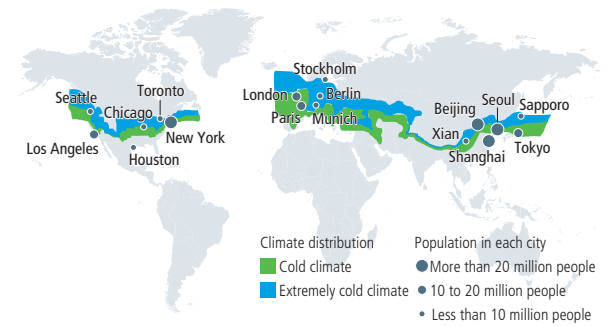 Stockholm
Seattle
Toronto
London
Berlin
Chicago
Paris
Munich
Beijing
Seoul
Sapporo
New York
Xian
Los Angeles
Houston
Shanghai
Tokyo
Climate distribution
Cold climate
Extremely cold climate
Population in each city
More than 20 million people
10 to 20 million people
Less than 10 million people